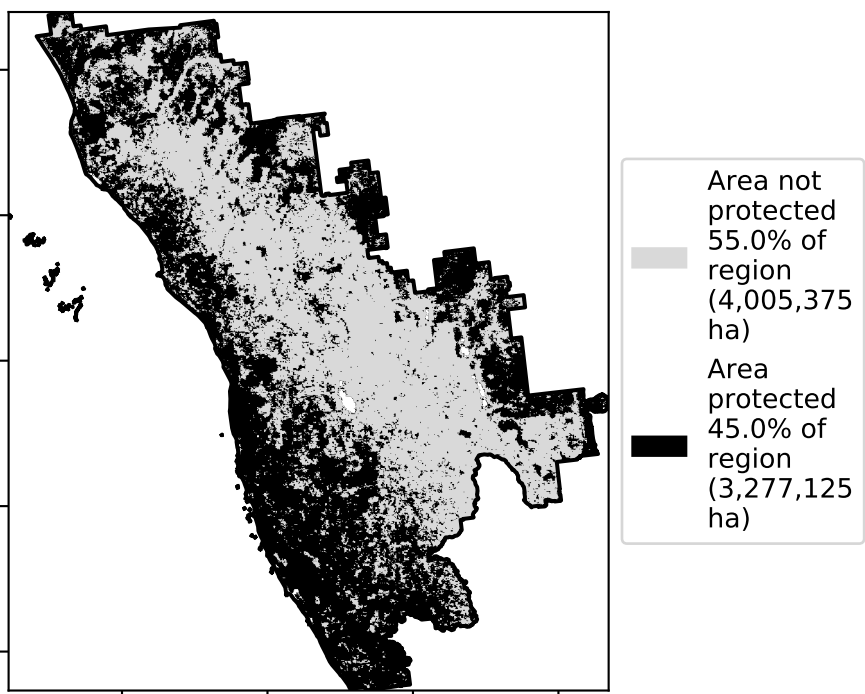 Area not
protected
55.0% of
region
(4,005,375
ha)
Area
protected
45.0% of
region
(3,277,125
ha)